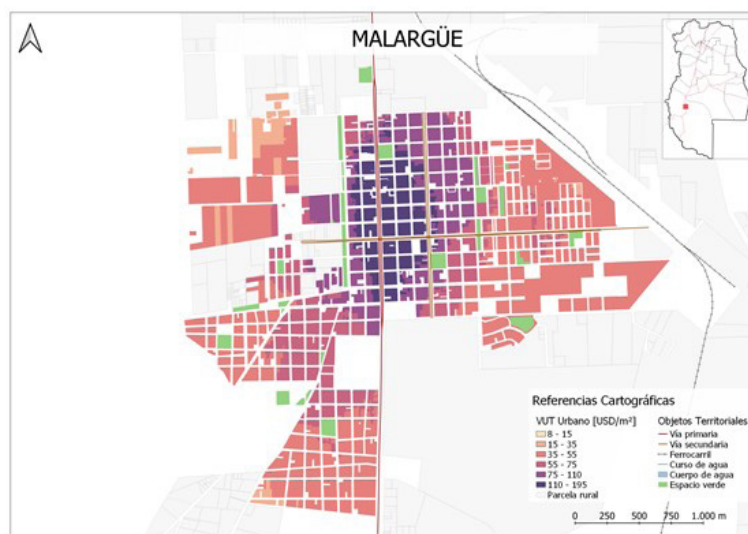 MALARGÜE
Referencias Cartográficas
VUT Urbano [USD/m²]
8 - 15
15 - 35
35 - 55
55 - 75
75 - 110
110 - 195
Parcela rural
Objetos Territoriales
Vía primaria
Vía secundaria
Ferrocarril
Curso de agua
Cuerpo de agua
Espacio verde
0 250 500 750 1.000 m